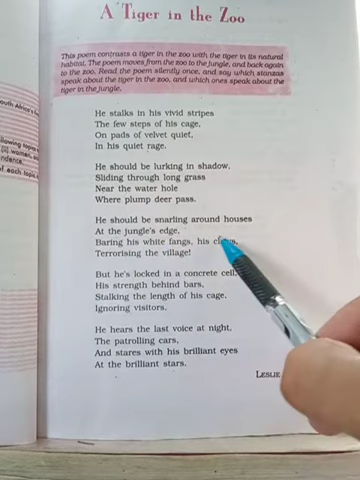 A Tiger in the Zoo
This poem contrasts a tiger in the zoo with the tiger in its natural
habitat. The poem moves from the zoo to the jungle, and back again
to the zoo. Read the poem silently once, and say which stanzas
speak about the tiger in the zoo, and which ones speak about the
tiger in the jungle.
He stalks in his vivid stripes
The few steps of his cage,
On pads of velvet quiet,
In his quiet rage.
He should be lurking in shadow,
Sliding through long grass
Near the water hole
Where plump deer pass.
He should be snarling around houses
At the jungle's edge,
Baring his white fangs, his claws,
Terrorising the village!
But he's locked in a concrete cell,
His strength behind bars,
Stalking the length of his cage,
Ignoring visitors.
He hears the last voice at night,
The patrolling cars,
And stares with his brilliant eyes
At the brilliant stars.
LESLIE
outh Africa's
llowing topics
women,
ndence.
f each topic